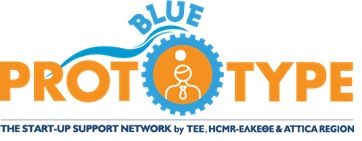 BLUE
PROTOTYPE
THE START-UP SUPPORT NETWORK by TEE, HCMR-ΕΛΚΕΘΕ & ATTICA REGION